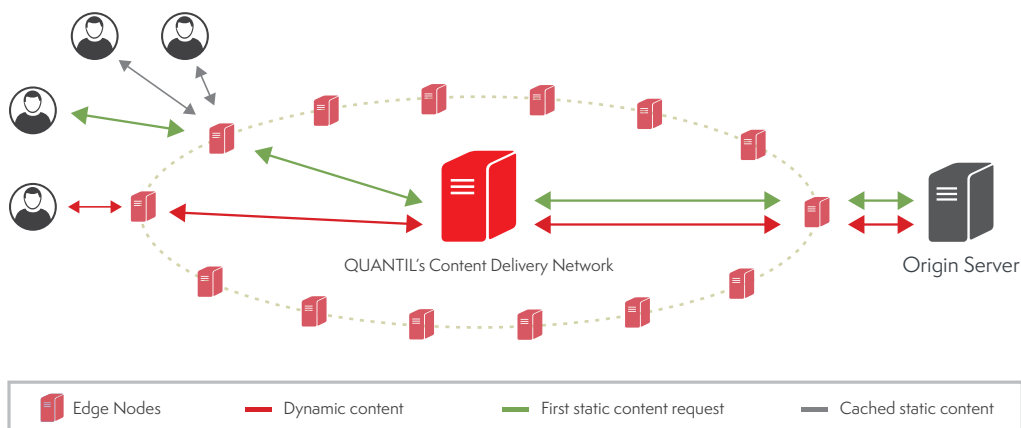 QUANTIL's Content Delivery Network
Origin Server
Edge Nodes
Dynamic content
First static content request
Cached static content